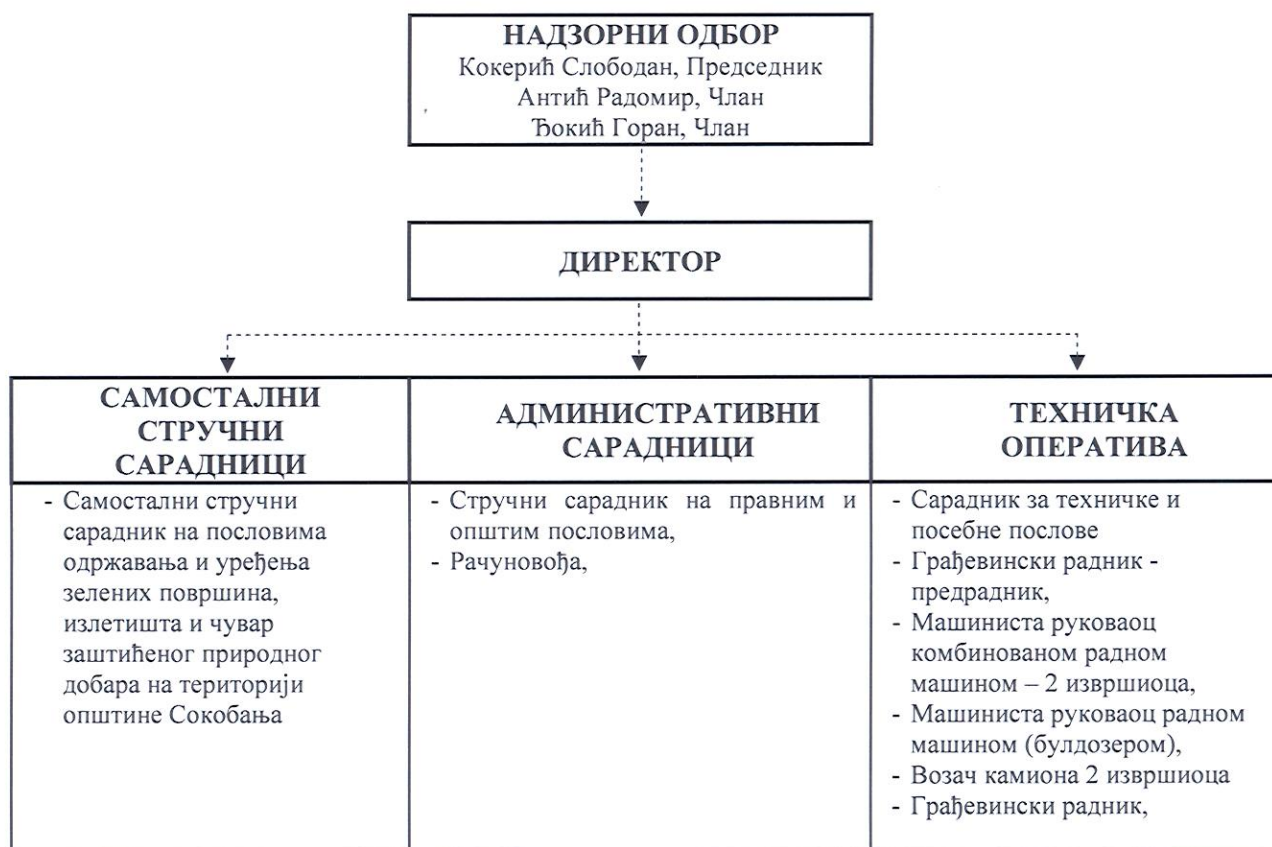 НАДЗОРНИ ОДБОР
Кокерић Слободан, Председник
Антић Радомир, Члан
Ђокић Горан, Члан
ДИРЕКТОР
САМОСТАЛНИ
СТРУЧНИ
САРАДНИЦИ
- Самостални стручни
сарадник на пословима
одржавања и уређења
зелених површина,
излетишта и чувар
заштићеног природног
добара на територији
општине Сокобања
АДМИНИСТРАТИВНИ
САРАДНИЦИ
- Стручни сарадник на правним и
општим пословима,
- Рачуновођа,
ТЕХНИЧКА
ОПЕРАТИВА
- Сарадник за техничке и
посебне послове
- Грађевински радник -
предрадник,
- Машиниста руковаоц
комбинованом радном
машином – 2 извршиоца,
- Машиниста руковаоц радном
машином (булдозером),
- Возач камиона 2 извршиоца
- Грађевински радник,